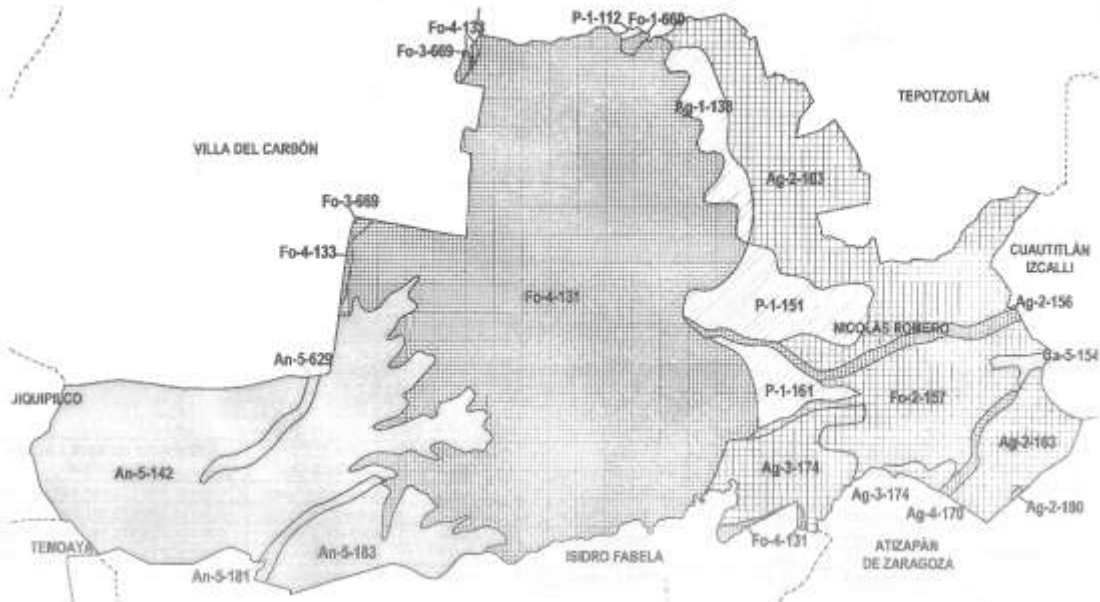 P-1-112
Fo-1-660
Fo-4-133
Fo-3-669
TEPOTZOTLÁN
Ag-1-138
VILLA DEL CARBÓN
Ag-2-103
Fo-3-669
CUAUTITLÁN
IZCALLI
Fo-4-133
Fo-4-131
P-1-151
Ag-2-156
NICOLÁS ROMERO
An-5-629
Ca-5-154
JIQUIPILCO
P-1-161
Fo-2-157
Ag-2-163
An-5-142
Ag-3-174
Ag-3-174
Ag-2-180
Ag-4-170
Fo-4-131
TEMOAYA
An-5-183
ISIDRO FABELA
ATIZAPÁN
DE ZARAGOZA
An-5-181